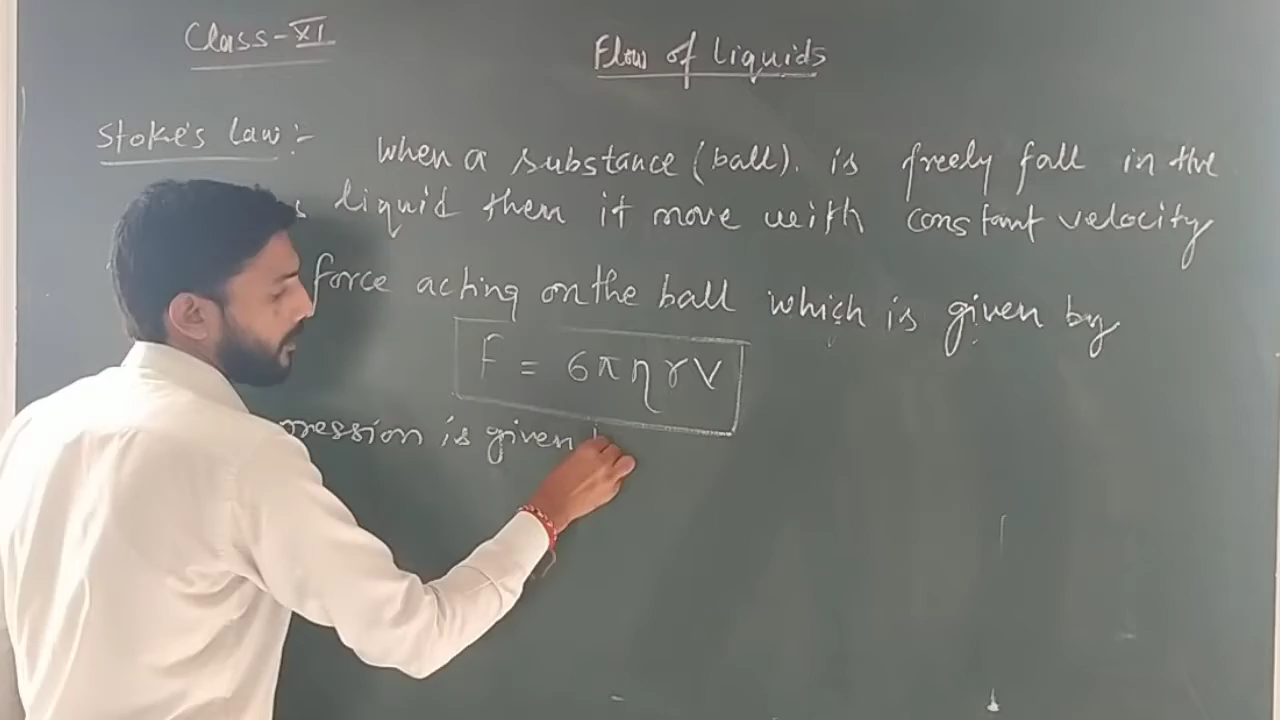 Class-XI
Flow of Liquids
Stoke's Law :- When a substance (ball). is freely fall in the
liquid then it move with constant velocity
force acting on the ball which is given by
F = 6πηrv
pression is given